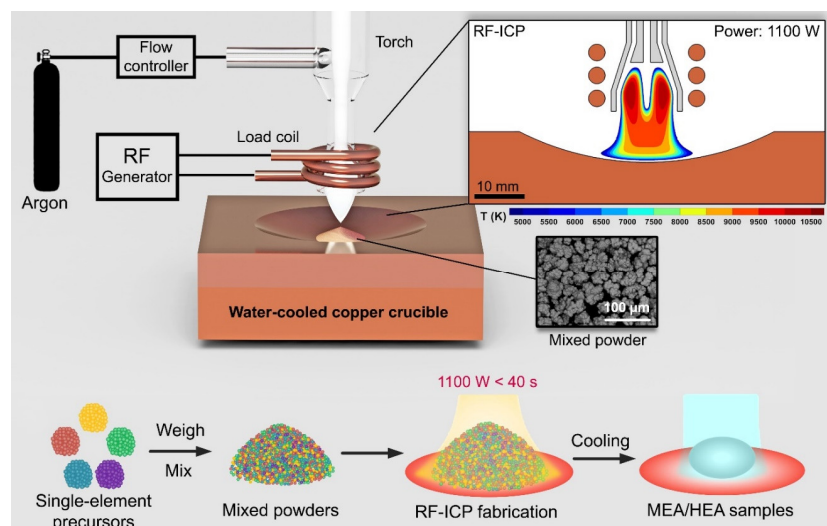 Flow
controller
Torch
RF-ICP
Power: 1100 W
Load coil
RF
Generator
Argon
10 mm
T (K)
5000 5500 6000 6500 7000 7500 8000 8500 9000 9500 10000 10500
Water-cooled copper crucible
100 µm
Mixed powder
1100 W < 40 s
Weigh
Mix
Cooling
Single-element
precursors
Mixed powders
RF-ICP fabrication
MEA/HEA samples